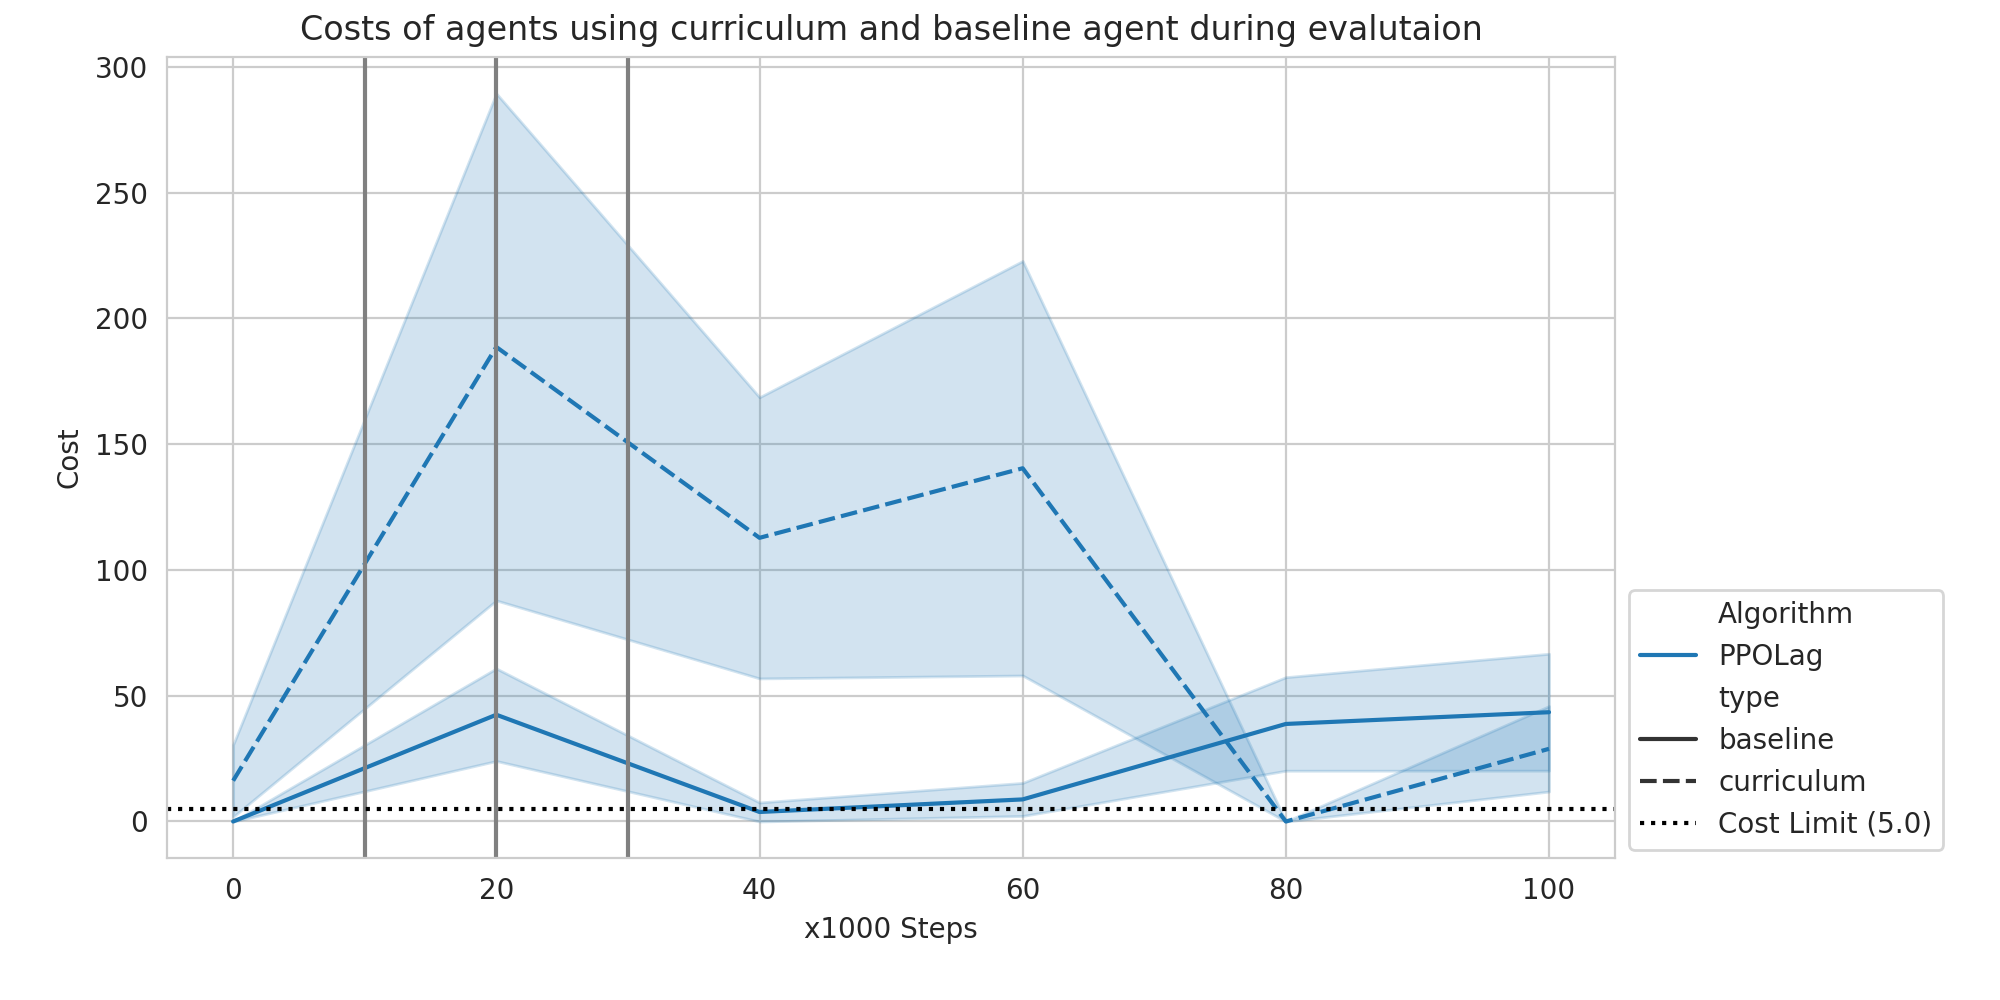 Costs of agents using curriculum and baseline agent during evalutaion
300
250
200
150
100
50
0
Cost
0 20 40 60 80 100
x1000 Steps
Algorithm
PPOLag
type
baseline
curriculum
Cost Limit (5.0)